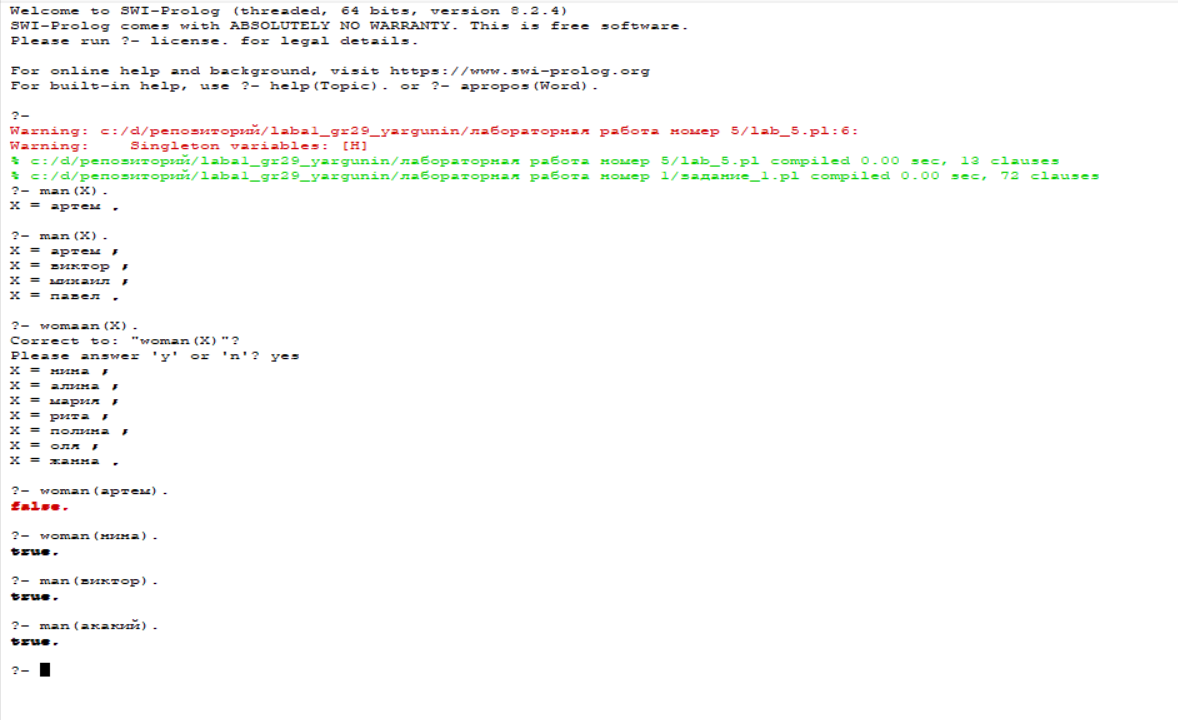 Welcome to SWI-Prolog (threaded, 64 bits, version 8.2.4)
SWI-Prolog comes with ABSOLUTELY NO WARRANTY. This is free software.
Please run ?- license. for legal details.
For online help and background, visit https://www.swi-prolog.org
For built-in help, use ?- help(Topic). or ?- apropos(Word).
?-
Warning: c:/d/репозиторий/laba1_gr29_yargunin/лабораторная работа номер 5/lab_5.pl:6:
Warning:    Singleton variables: [H]
% c:/d/репозиторий/laba1_gr29_yargunin/лабораторная работа номер 5/lab_5.pl compiled 0.00 sec, 13 clauses
% c:/d/репозиторий/laba1_gr29_yargunin/лабораторная работа номер 1/задание_1.pl compiled 0.00 sec, 72 clauses
?- man(X).
X = артем .
?- man(X).
X = артем ;
X = виктор ;
X = михаил ;
X = павел .
?- womaan(X).
Correct to: "woman(X)"?
Please answer 'y' or 'n'? yes
X = нина ;
X = алина ;
X = мария ;
X = рита ;
X = полина ;
X = оля ;
X = жанна .
?- woman(артем).
false.
?- woman(нина).
true.
?- man(виктор).
true.
?- man(акакий).
true.
?-